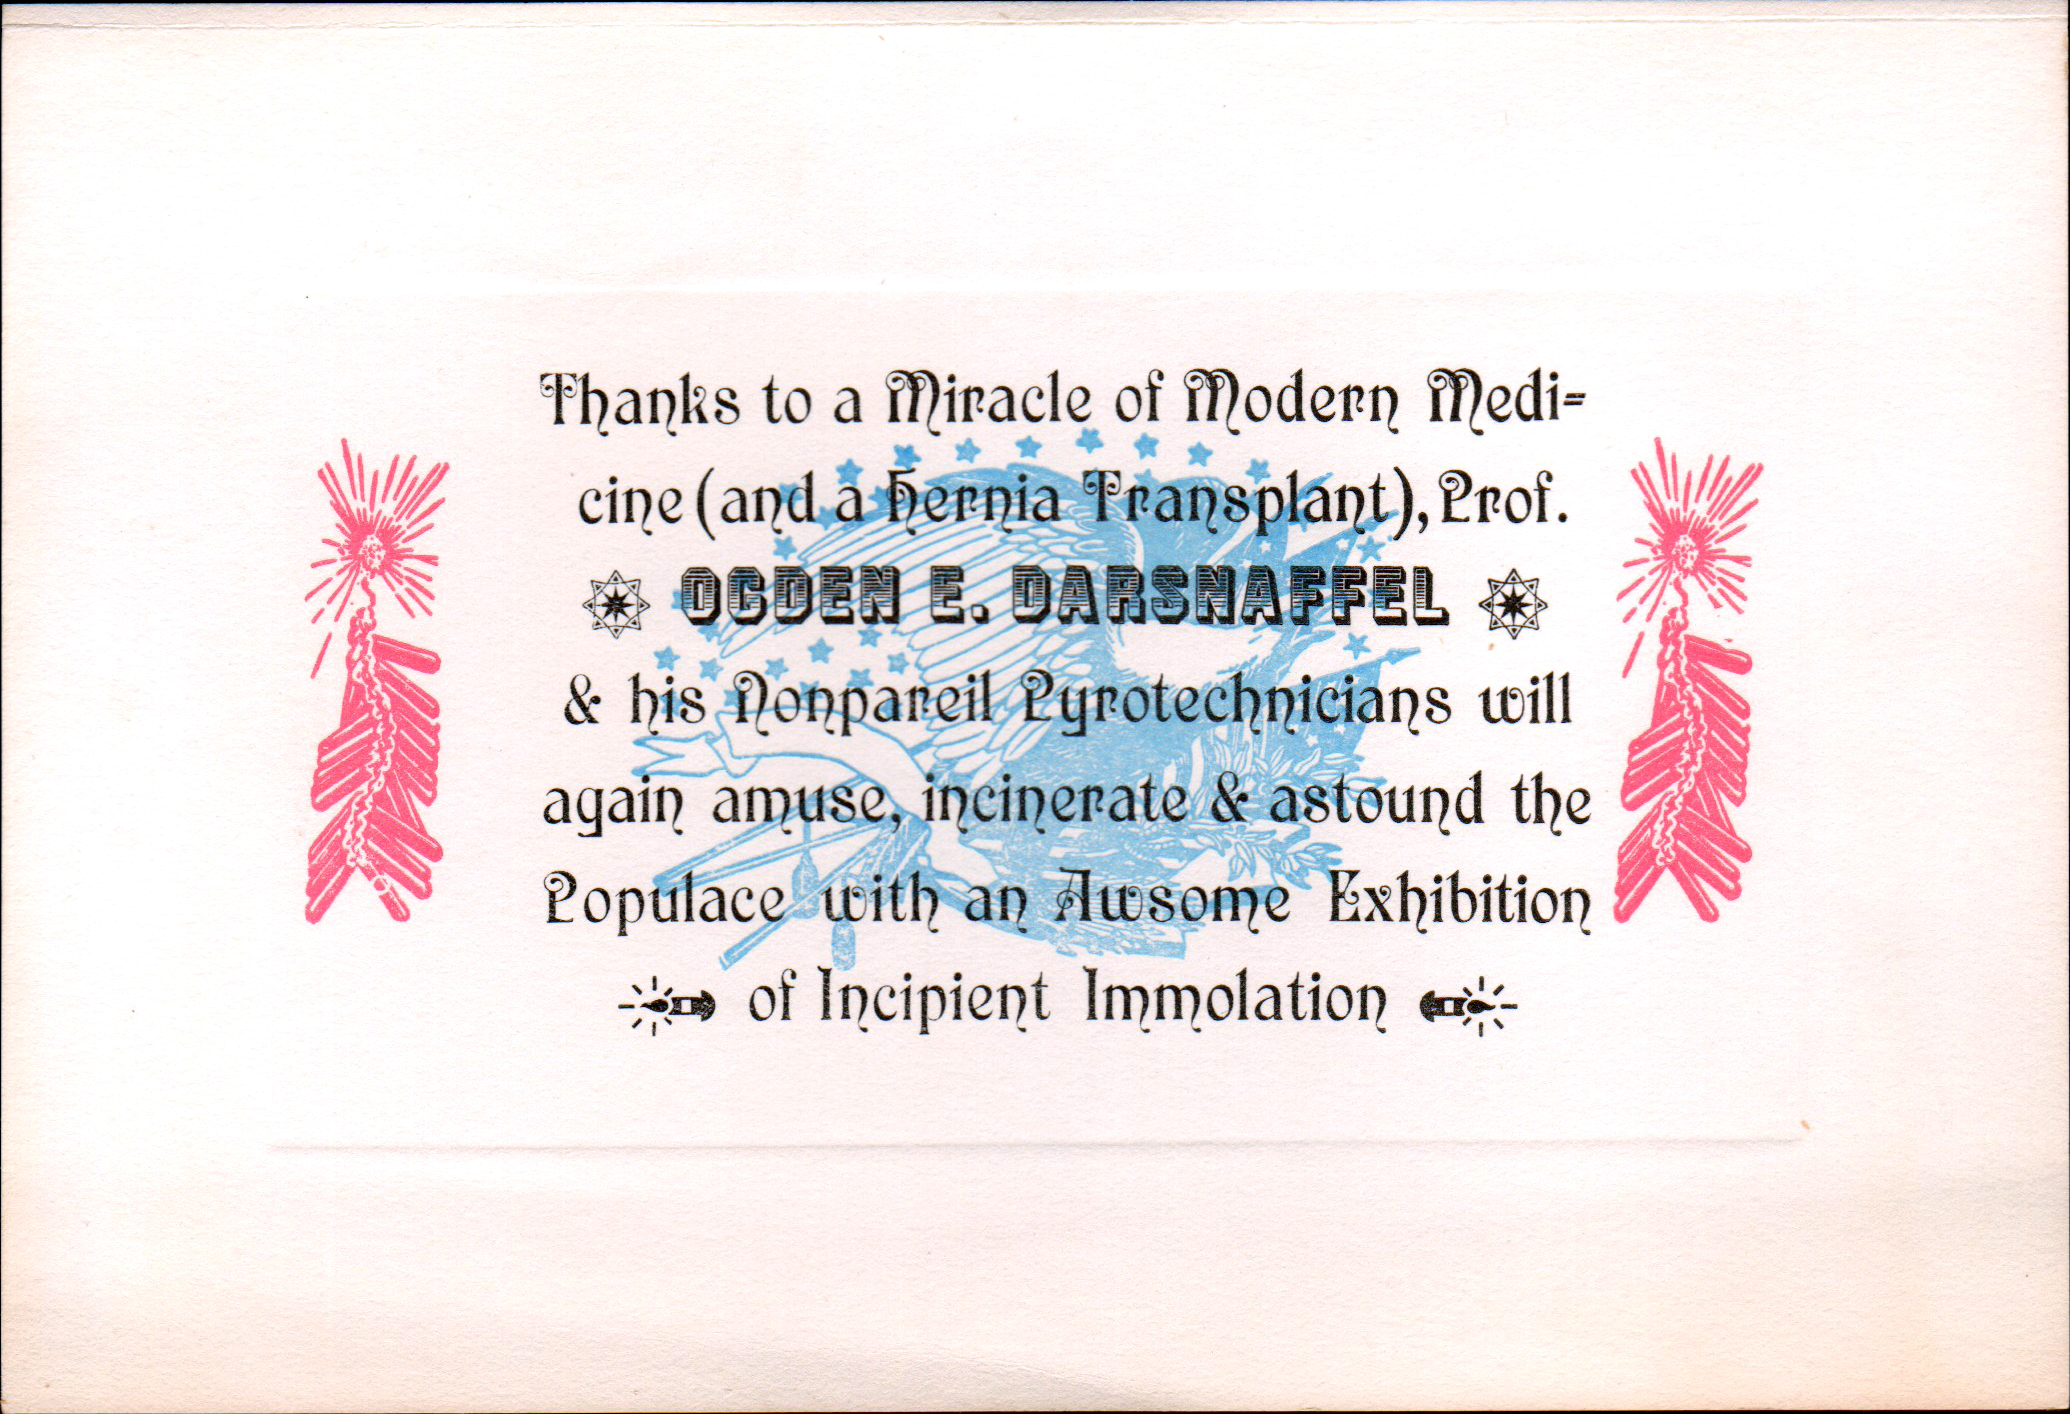 Thanks to a Miracle of Modern Medi=
cine (and a Hernia Transplant), Prof.
OGDEN E. DARSNAFFEL
& his Nonpareil Pyrotechnicians will
again amuse, incinerate & astound the
Populace with an Awsome Exhibition
of Incipient Immolation